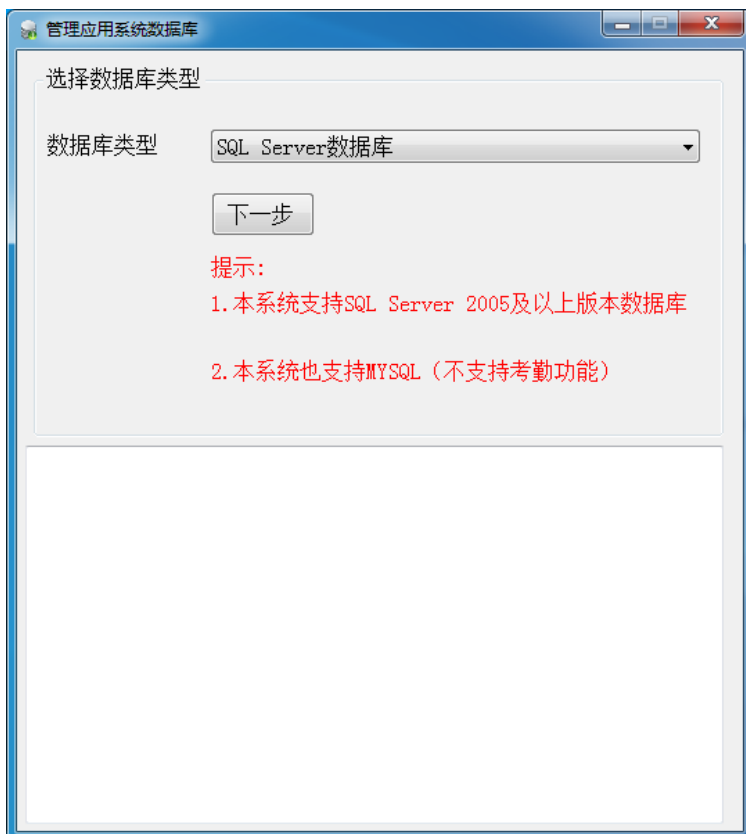 管理应用系统数据库
选择数据库类型
数据库类型
SQL Server数据库
下一步
提示:
1.本系统支持SQL Server 2005及以上版本数据库
2.本系统也支持MYSQL（不支持考勤功能）